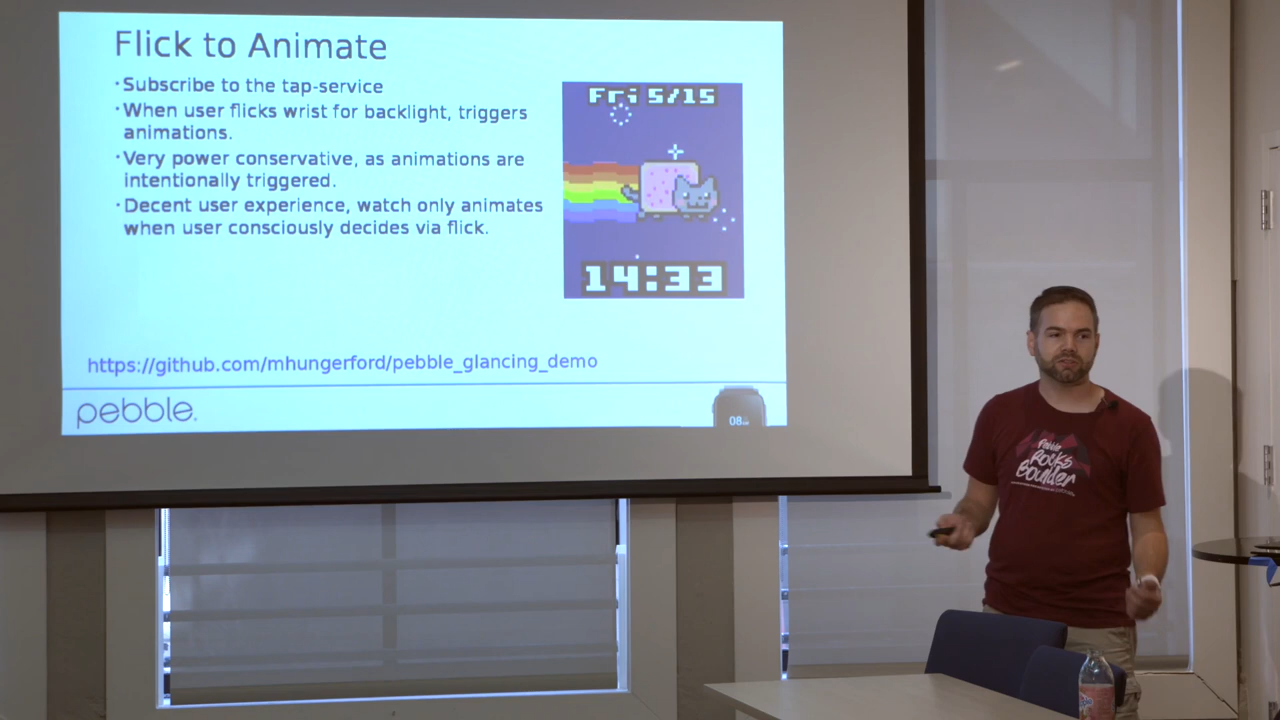 Flick to Animate
·Subscribe to the tap-service
·When user flicks wrist for backlight, triggers
animations.
·Very power conservative, as animations are
intentionally triggered.
·Decent user experience, watch only animates
when user consciously decides via flick.
Fri 5/15
14:33
https://github.com/mhungerford/pebble_glancing_demo
pebble.
08
Pebble
Rocks
Boulder